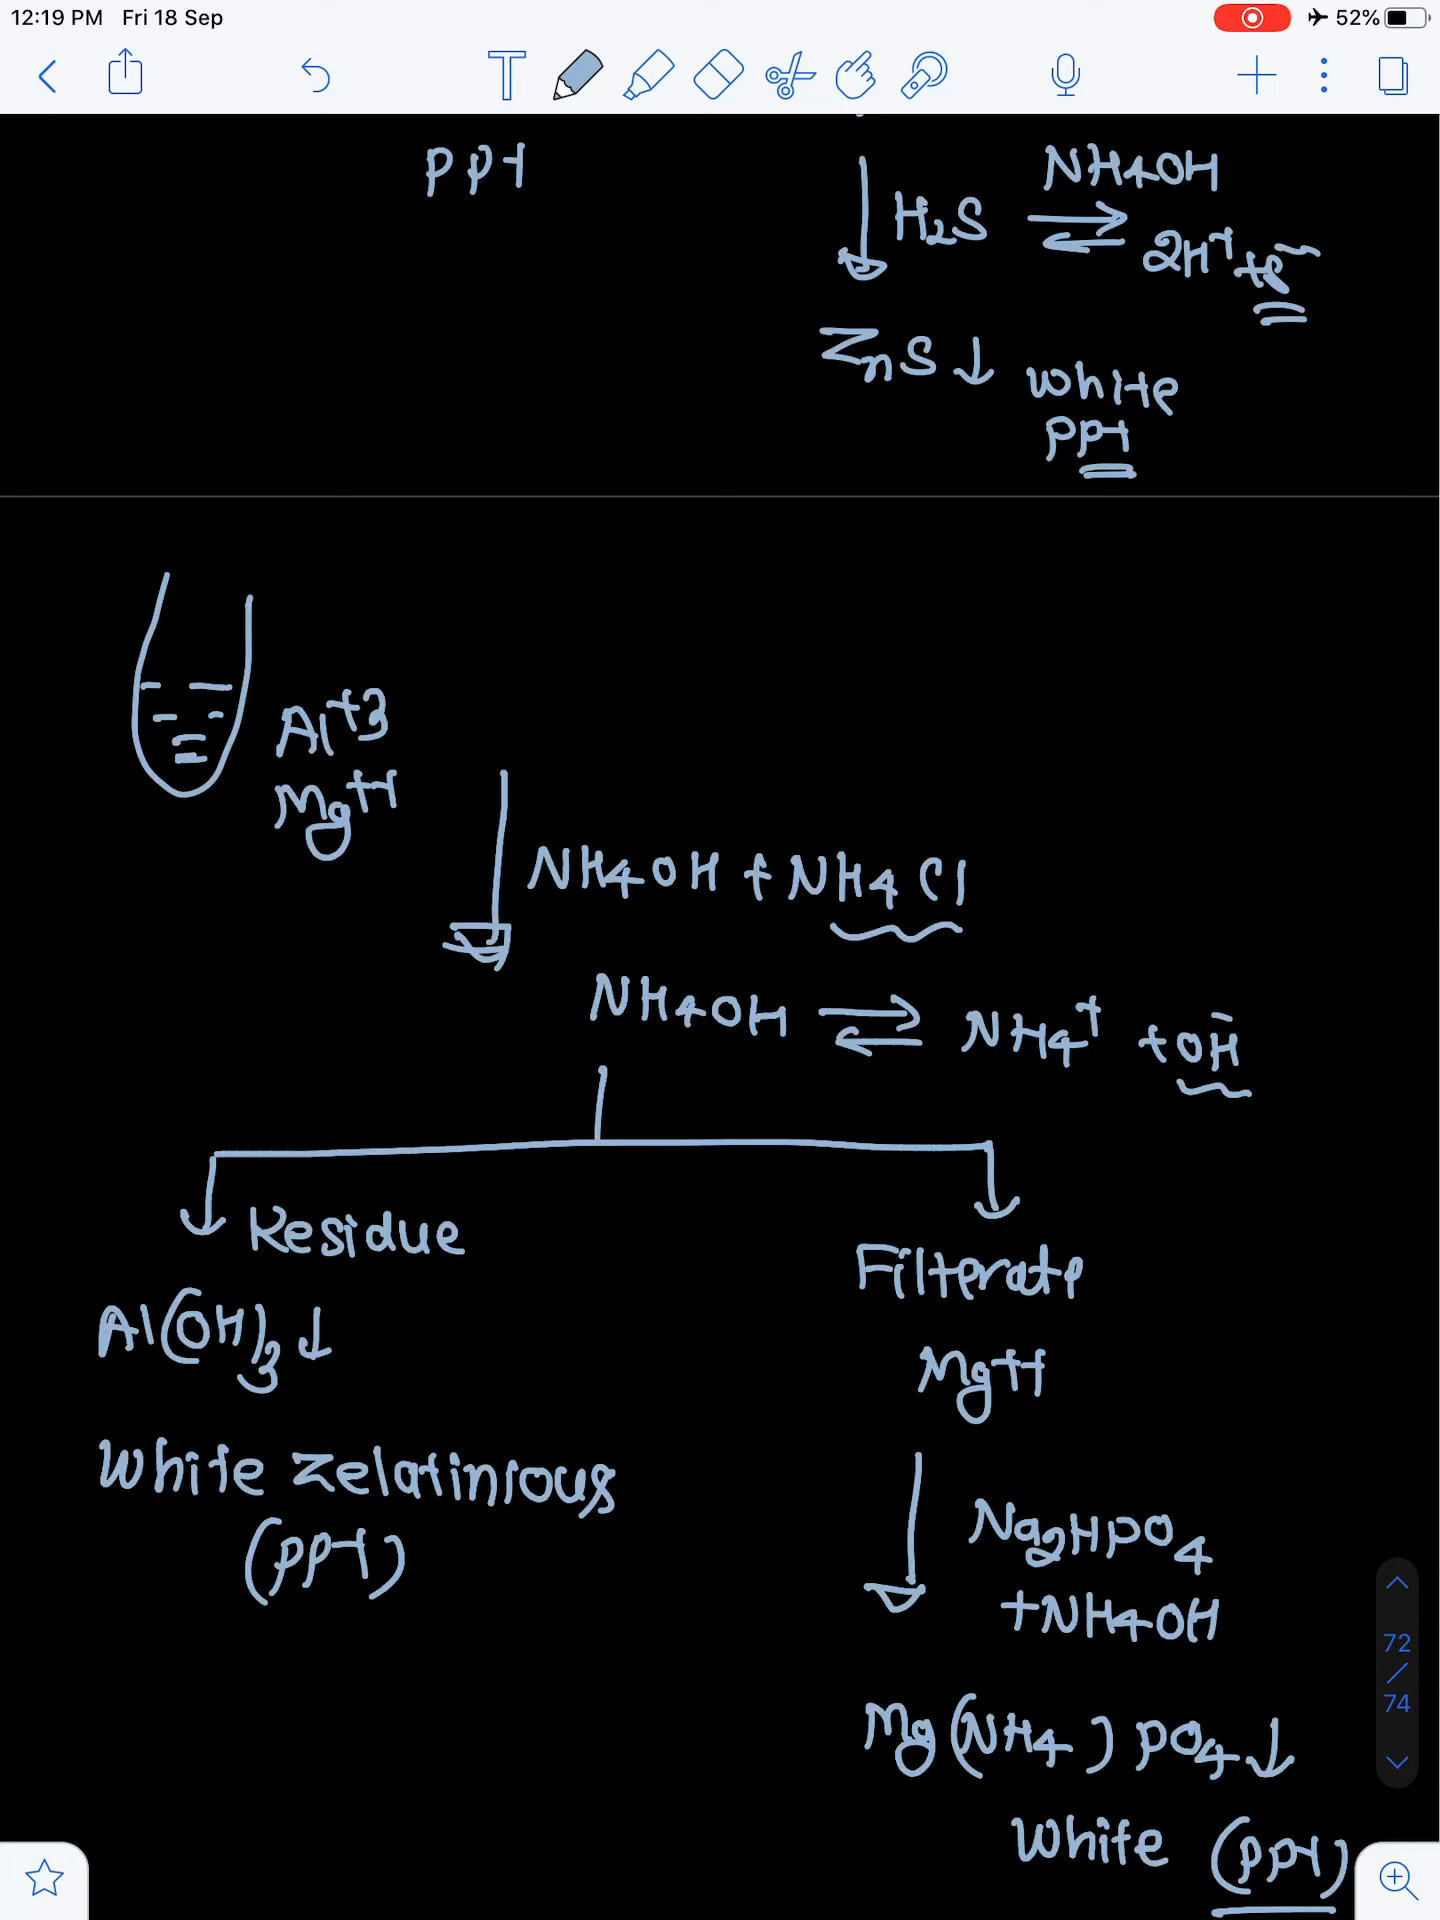 12:19 PM Fri 18 Sep
52%
ppt
NH4OH
H2S ⇌ 2H+ +
ZnS ↓ White
ppt
Al+3
Mg++
NH4OH + NH4Cl
NH4OH ⇌ NH4+ + OH-
Residue
Filterate
Al(OH)3 ↓
Mg++
White Zelatinious
(ppt)
Na2HPO4
+NH4OH
72
/
74
Mg(NH4)PO4 ↓
White (ppt)